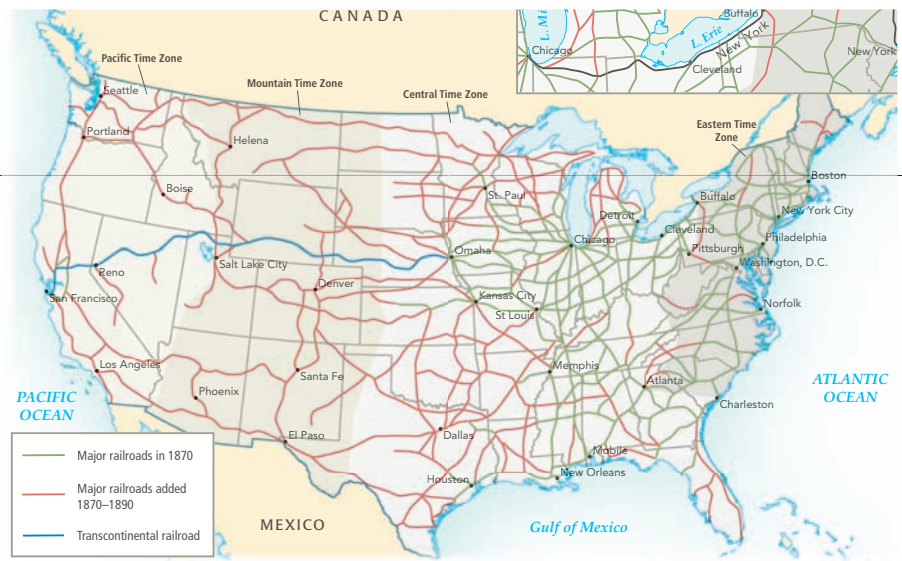 CANADA
Pacific Time Zone
Mountain Time Zone
Central Time Zone
Eastern Time
Zone
L. Mi
Chicago
Buffalo
L. Erie
New York
Cleveland
New York
Seattle
Portland
Helena
Boise
St. Paul
Boston
Buffalo
Detroit
New York City
Cleveland
Chicago
Pittsburgh
Philadelphia
Omaha
Washington, D.C.
Salt Lake City
Reno
Denver
San Francisco
Kansas City
St Louis
Norfolk
Los Angeles
Santa Fe
Memphis
Phoenix
Atlanta
Charleston
PACIFIC
OCEAN
ATLANTIC
OCEAN
El Paso
Dallas
Mobile
Houston
New Orleans
MEXICO
Gulf of Mexico
Major railroads in 1870
Major railroads added
1870–1890
Transcontinental railroad